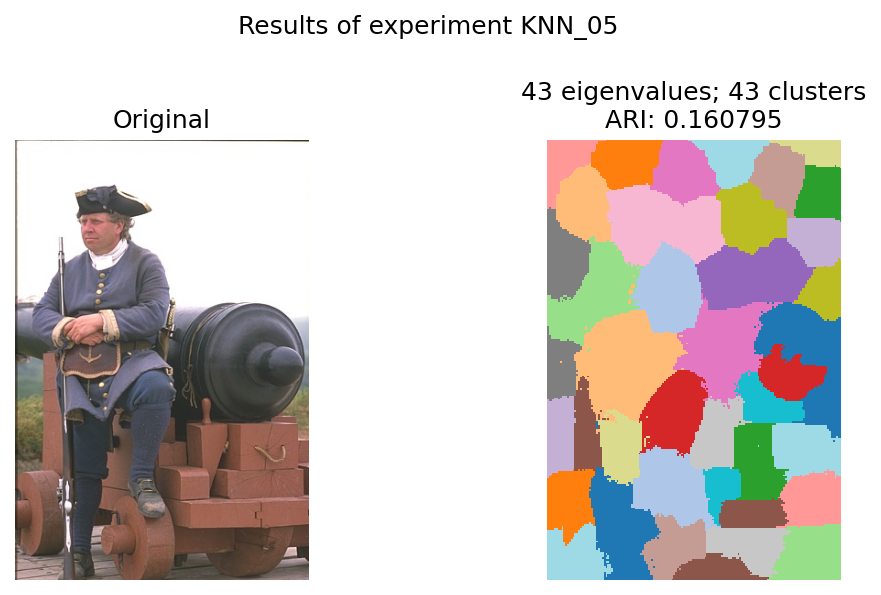 Results of experiment KNN_05
Original
43 eigenvalues; 43 clusters
ARI: 0.160795